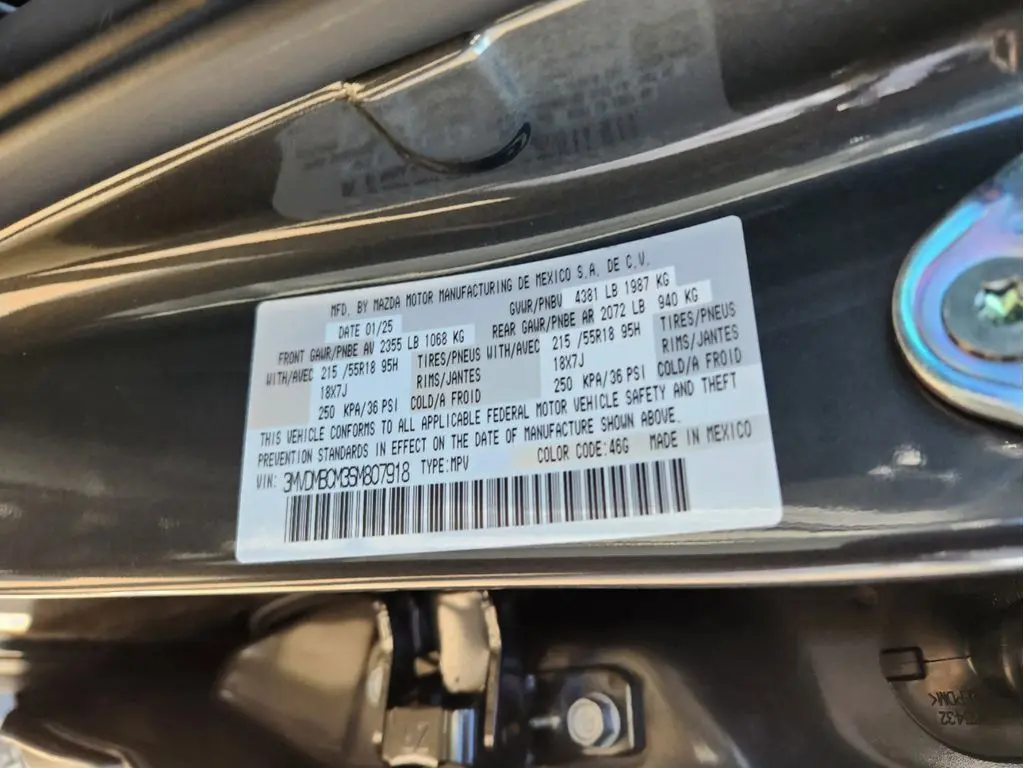 MFD. BY MAZDA MOTOR MANUFACTURING DE MEXICO S.A. DE C.V.
DATE 01/25 GVWR/PNBV 4381 LB 1987 KG
FRONT GAWR/PNBE AV 2355 LB 1068 KG REAR GAWR/PNBE AR 2072 LB 940 KG
WITH/AVEC 215 /55R18 95H TIRES/PNEUS WITH/AVEC 215 /55R18 95H TIRES/PNEUS
18X7J RIMS/JANTES 18X7J RIMS/JANTES
250 KPA/36 PSI COLD/A FROID 250 KPA/36 PSI COLD/A FROID
THIS VEHICLE CONFORMS TO ALL APPLICABLE FEDERAL MOTOR VEHICLE SAFETY AND THEFT
PREVENTION STANDARDS IN EFFECT ON THE DATE OF MANUFACTURE SHOWN ABOVE.
VIN: 3MVDMBCM3SM807918 TYPE:MPV COLOR CODE:46G MADE IN MEXICO